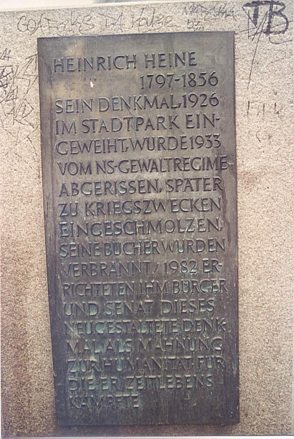 TB
HEINRICH HEINE
1797-1856
SEIN DENKMAL, 1926
IM STADTPARK EIN-
GEWEIHT, WURDE 1933
VOM NS-GEWALTREGIME
ABGERISSEN, SPÄTER
ZU KRIEGSZWECKEN
EINGESCHMOLZEN.
SEINE BÜCHER WURDEN
VERBRANNT / 1982 ER-
RICHTETEN IHM BÜRGER
UND SENAT DIESES
NEUGESTALTETE DENK-
MAL ALS MAHNUNG
ZUR HUMANITÄT FÜR
DIE ER ZEITLEBENS
KÄMPFTE